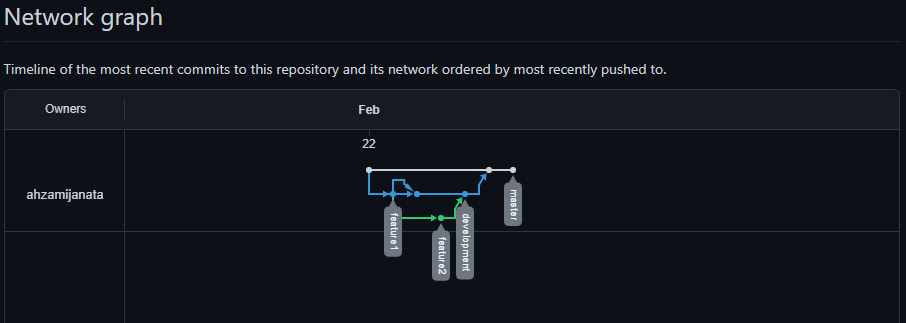 Network graph
Timeline of the most recent commits to this repository and its network ordered by most recently pushed to.
Owners
Feb
22
ahzamijanata
feature1
feature2
development
master